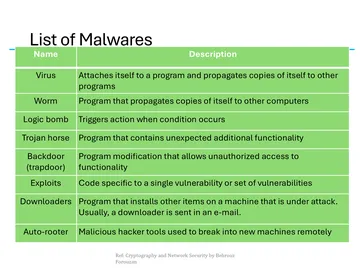 List of Malwares
Name Description
Virus Attaches itself to a program and propagates copies of itself to other
programs
Worm Program that propagates copies of itself to other computers
Logic bomb Triggers action when condition occurs
Trojan horse Program that contains unexpected additional functionality
Backdoor Program modification that allows unauthorized access to
(trapdoor) functionality
Exploits Code specific to a single vulnerability or set of vulnerabilities
Downloaders Program that installs other items on a machine that is under attack.
Usually, a downloader is sent in an e-mail.
Auto-rooter Malicious hacker tools used to break into new machines remotely
Ref: Cryptography and Network Security by Behrouz
Forouzan